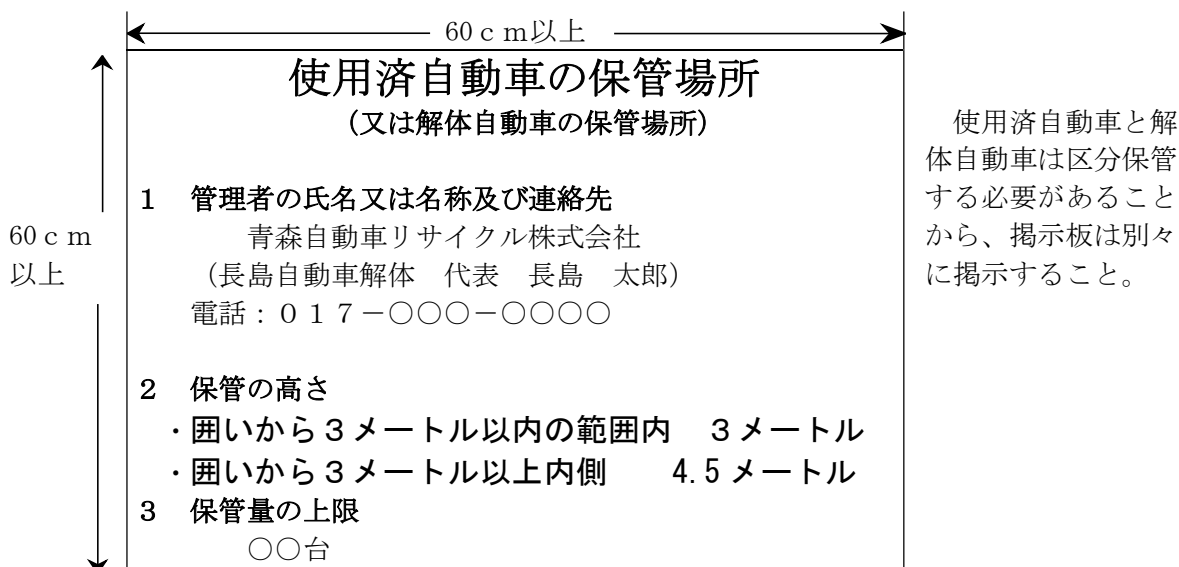 60ｃｍ以上
使用済自動車の保管場所
（又は解体自動車の保管場所）
1　管理者の氏名又は名称及び連絡先
青森自動車リサイクル株式会社
（長島自動車解体　代表　長島　太郎）
電話：０１７－○○○－○○○○
2　保管の高さ
・囲いから３メートル以内の範囲内　３メートル
・囲いから３メートル以上内側　　4.5メートル
3　保管量の上限
○○台
60ｃｍ
以上
使用済自動車と解
体自動車は区分保管
する必要があること
から、掲示板は別々
に掲示すること。